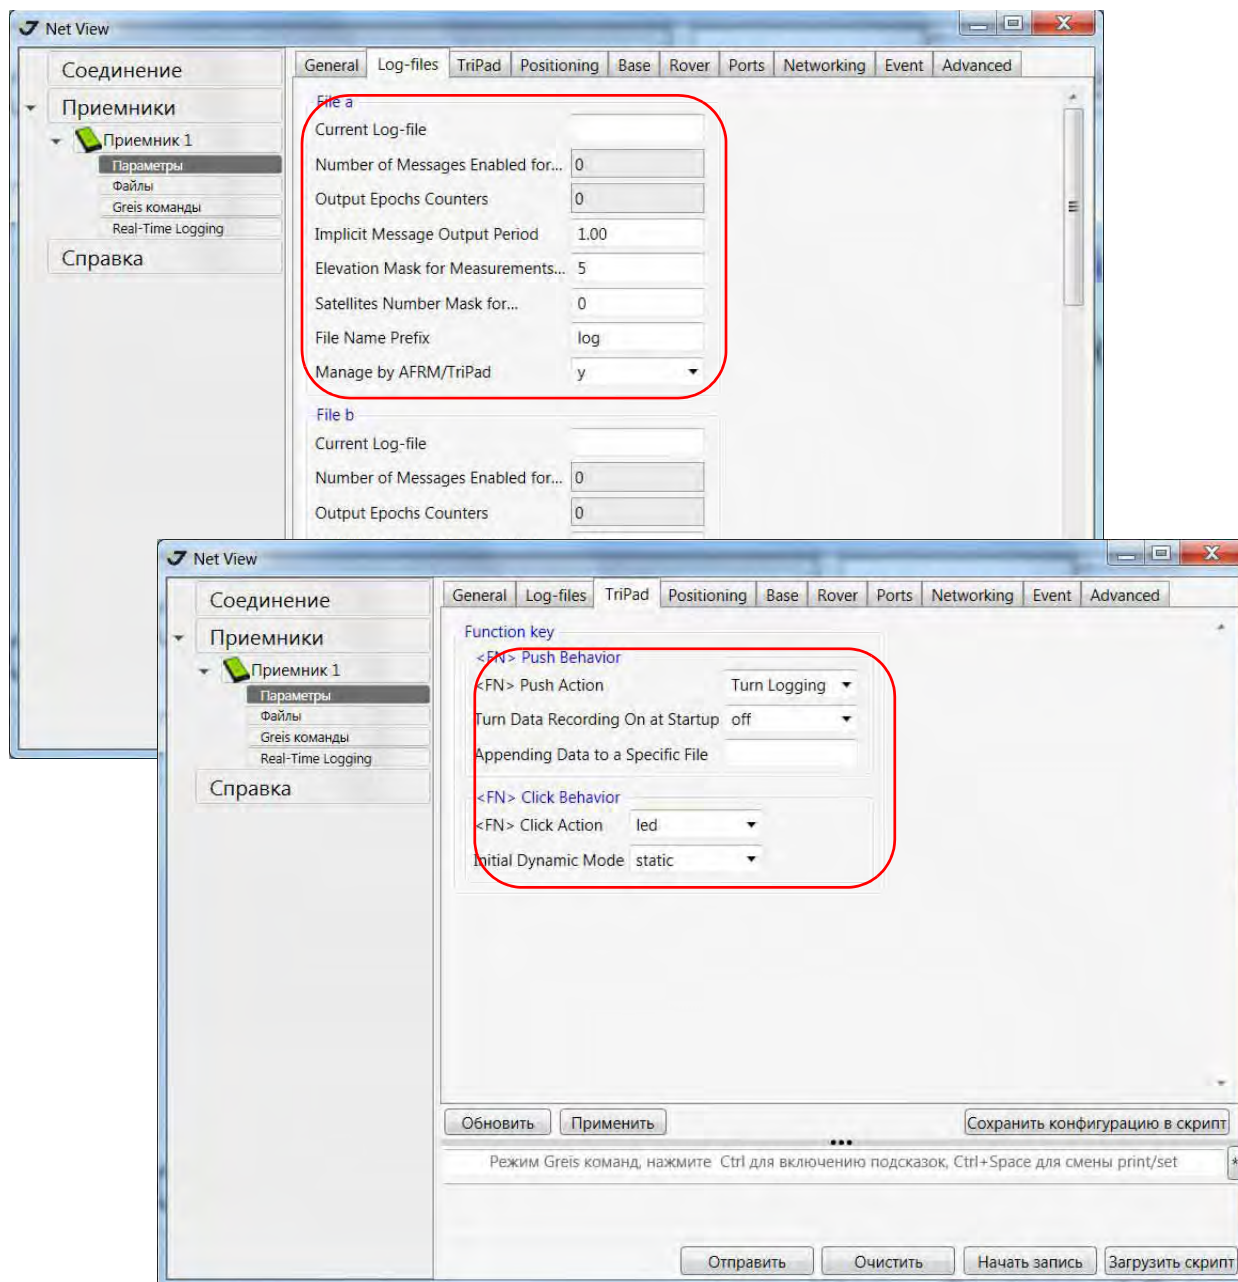 Net View
Соединение
Приемники
Приемник 1
Параметры
Файлы
Greis команды
Real-Time Logging
Справка
General Log-files TriPad Positioning Base Rover Ports Networking Event Advanced
File a
Current Log-file
Number of Messages Enabled for... 0
Output Epochs Counters 0
Implicit Message Output Period 1.00
Elevation Mask for Measurements... 5
Satellites Number Mask for... 0
File Name Prefix log
Manage by AFRM/TriPad y
File b
Current Log-file
Number of Messages Enabled for... 0
Output Epochs Counters 0
Net View
Соединение
Приемники
Приемник 1
Параметры
Файлы
Greis команды
Real-Time Logging
Справка
General Log-files TriPad Positioning Base Rover Ports Networking Event Advanced
Function key
<FN> Push Behavior
<FN> Push Action Turn Logging
Turn Data Recording On at Startup off
Appending Data to a Specific File
<FN> Click Behavior
<FN> Click Action led
Initial Dynamic Mode static
Обновить Применить Сохранить конфигурацию в скрипт
Режим Greis команд, нажмите Ctrl для включению подсказок, Ctrl+Space для смены print/set *
Отправить Очистить Начать запись Загрузить скрипт